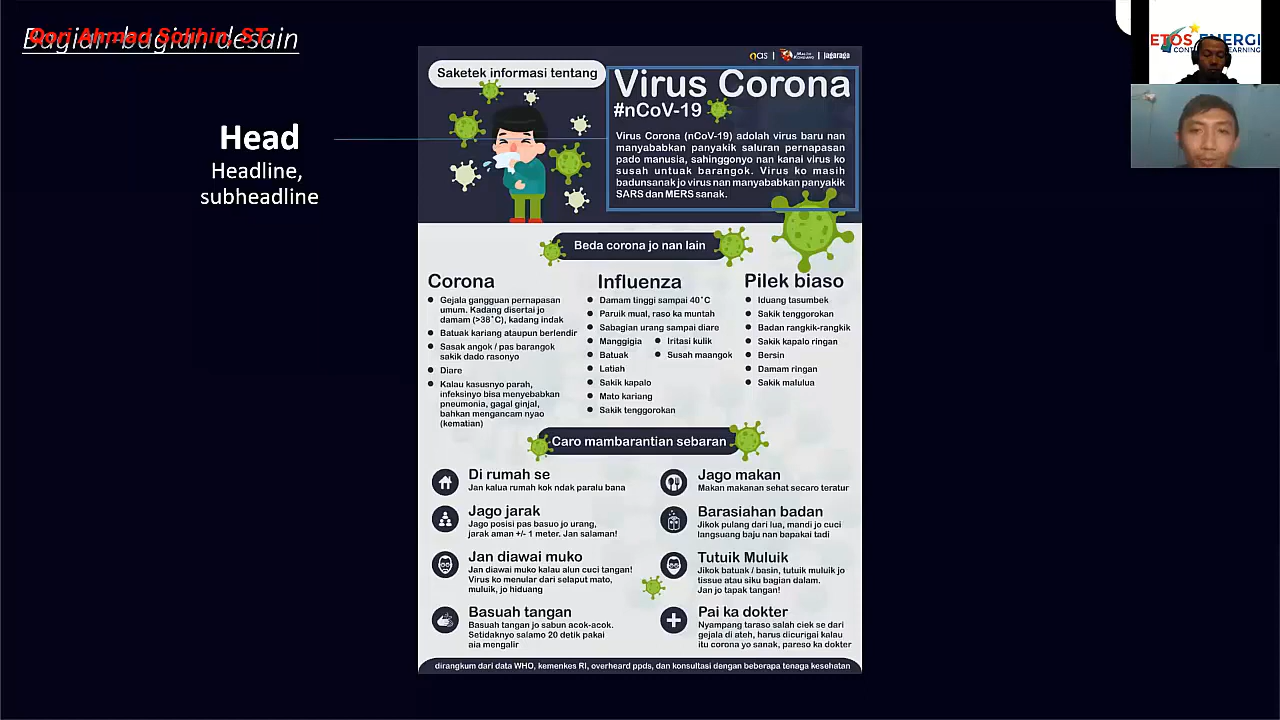 Bagian-bagian desain
Qori Ahmad Solihin, ST.
ETOS ENERGI
Head
Headline,
subheadline
qas | | jagaraga
Saketek informasi tentang
Virus Corona
#nCoV-19
Virus Corona (nCoV-19) adolah virus baru nan
manyababkan panyakik saluran pernapasan
pado manusia, sahinggonyo nan kanai virus ko
susah untuak barangok. Virus ko masih
badunsanak jo virus nan manyababkan panyakik
SARS dan MERS sanak.
Beda corona jo nan lain
Corona
Gejala gangguan pernapasan
umum. Kadang disertai jo
damam (>38°C), kadang indak
Batuak kariang ataupun berlendir
Sasak angok / pas barangok
sakik dado rasonyo
Diare
Kalau kasusnyo parah,
infeksinyo bisa menyebabkan
pneumonia, gagal ginjal,
bahkan mengancam nyao
(kematian)
Influenza
Damam tinggi sampai 40°C
Paruik mual, raso ka muntah
Sabagian urang sampai diare
Manggigia
Iritasi kulik
Batuak
Susah maangok
Latiah
Sakik kapalo
Mato kariang
Sakik tenggorokan
Pilek biaso
Iduang tasumbek
Sakik tenggorokan
Badan rangkik-rangkik
Sakik kapalo ringan
Bersin
Damam ringan
Sakik malulua
Caro mambarantian sebaran
Di rumah se
Jan kalua rumah kok ndak paralu bana
Jago jarak
Jago posisi pas basuo jo urang,
jarak aman +/- 1 meter. Jan salaman!
Jan diawai muko
Jan diawai muko kalau alun cuci tangan!
Virus ko menular dari selaput mato,
muluik, jo hiduang
Basuah tangan
Basuah tangan jo sabun acok-acok.
Setidaknyo salamo 20 detik pakai
aia mengalir
Jago makan
Makan makanan sehat secaro teratur
Barasiahan badan
Jikok pulang dari lua, mandi jo cuci
langsuang baju nan bapakai tadi
Tutuik Muluik
Jikok batuak / basin, tutuik muluik jo
tissue atau siku bagian dalam.
Jan jo tapak tangan!
Pai ka dokter
Nyampang taraso salah ciek se dari
gejala di ateh, harus dicurigai kalau
itu corona yo sanak, pareso ka dokter
dirangkum dari data WHO, kemenkes RI, overheard ppds, dan konsultasi dengan beberapa tenaga kesehatan